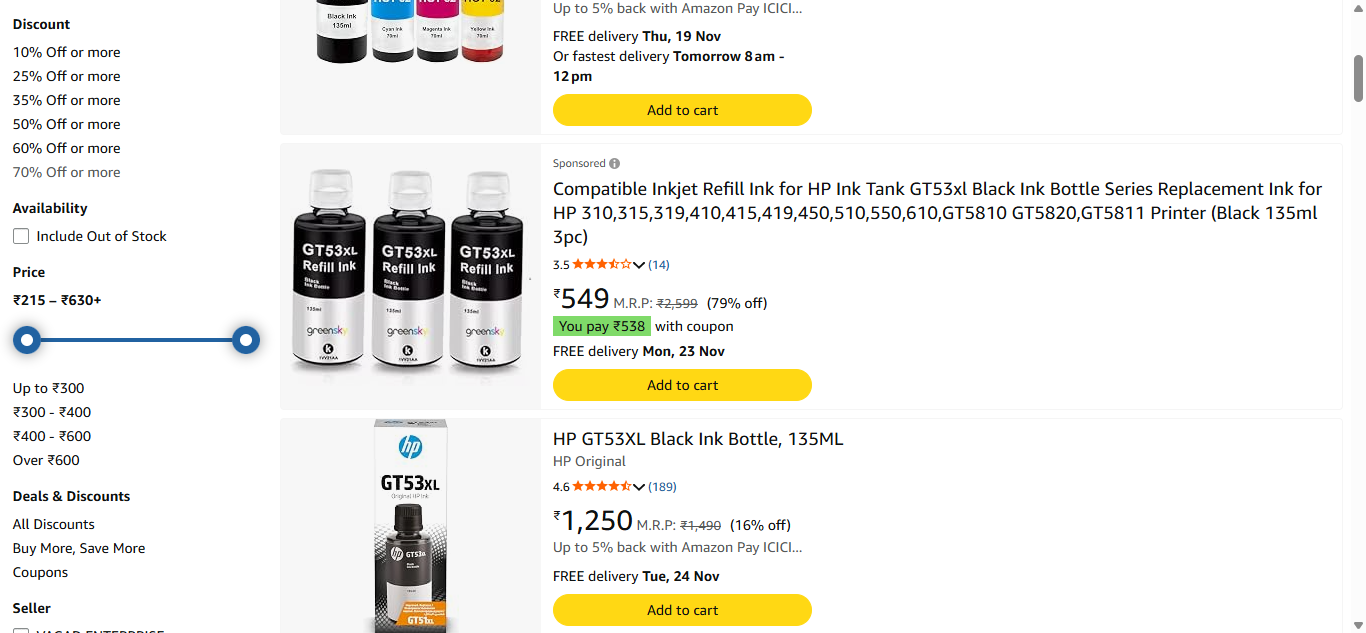 Discount
10% Off or more
25% Off or more
35% Off or more
50% Off or more
60% Off or more
70% Off or more
Availability
Include Out of Stock
Price
₹215 – ₹630+
Up to ₹300
₹300 - ₹400
₹400 - ₹600
Over ₹600
Deals & Discounts
All Discounts
Buy More, Save More
Coupons
Seller
Black Ink
135ml
Cyan Ink
70ml
Magenta Ink
70ml
Yellow Ink
70ml
Up to 5% back with Amazon Pay ICICI...
FREE delivery Thu, 19 Nov
Or fastest delivery Tomorrow 8 am -
12 pm
Add to cart
GT53XL
Refill Ink
Black
Ink Bottle
135ml
greensky
k
1VV21AA
GT53XL
Refill Ink
Black
Ink Bottle
135ml
greensky
k
1VV21AA
GT53XL
Refill Ink
Black
Ink Bottle
135ml
greensky
k
1VV21AA
Sponsored
Compatible Inkjet Refill Ink for HP Ink Tank GT53xl Black Ink Bottle Series Replacement Ink for
HP 310,315,319,410,415,419,450,510,550,610,GT5810 GT5820,GT5811 Printer (Black 135ml
3pc)
3.5 (14)
₹549 M.R.P: ₹2,599 (79% off)
You pay ₹538 with coupon
FREE delivery Mon, 23 Nov
Add to cart
hp
GT53XL
Original HP Ink
hp GT53XL
GT51XL
HP GT53XL Black Ink Bottle, 135ML
HP Original
4.6 (189)
₹1,250 M.R.P: ₹1,490 (16% off)
Up to 5% back with Amazon Pay ICICI...
FREE delivery Tue, 24 Nov
Add to cart